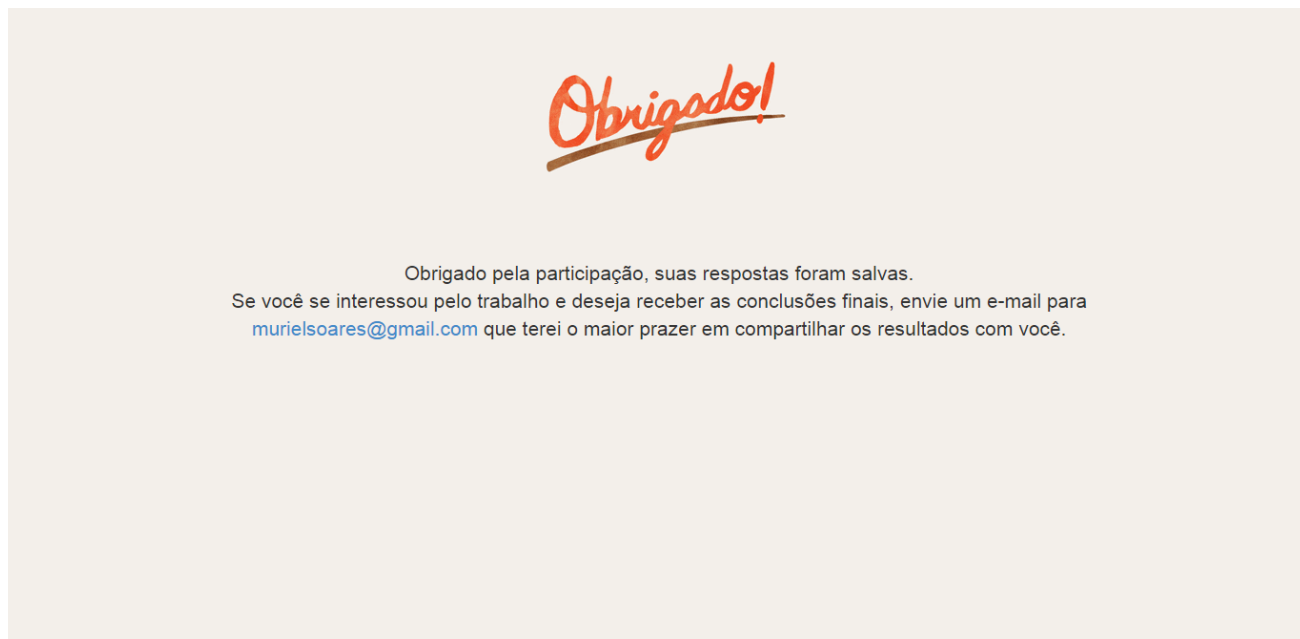 Obrigado!
Obrigado pela participação, suas respostas foram salvas.
Se você se interessou pelo trabalho e deseja receber as conclusões finais, envie um e-mail para
murielsoares@gmail.com que terei o maior prazer em compartilhar os resultados com você.